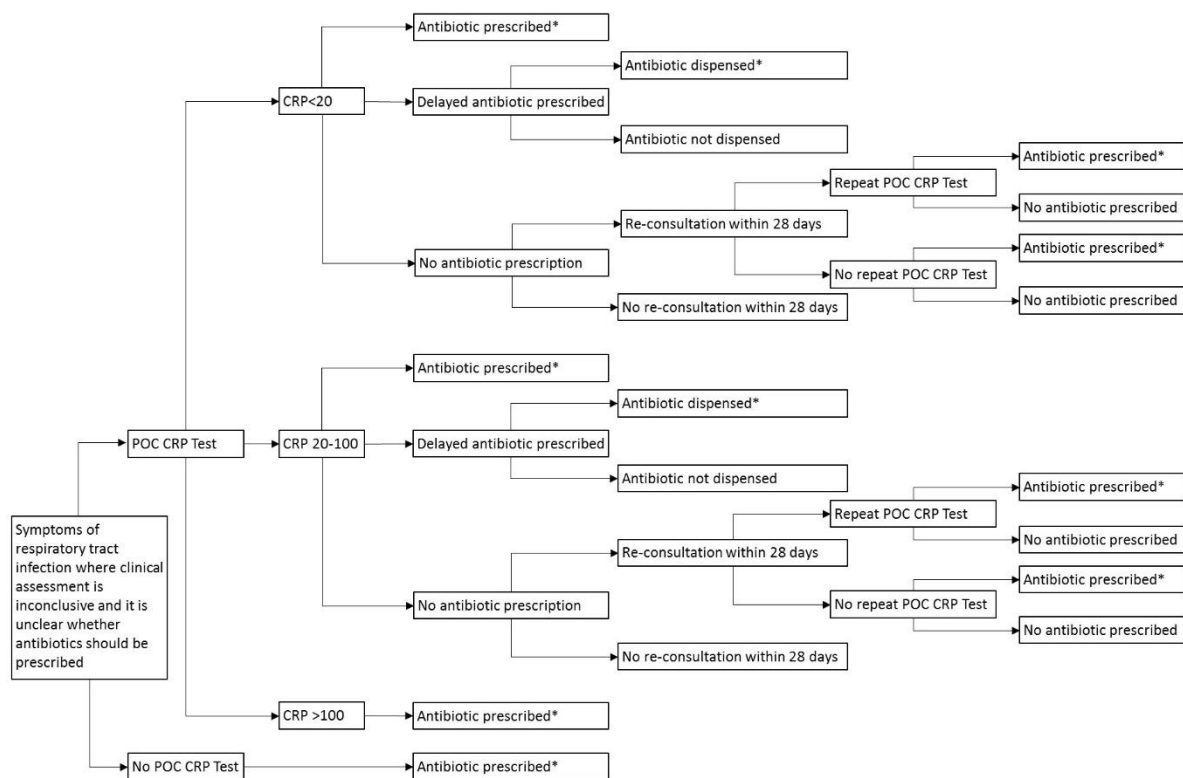 Antibiotic prescribed*
Antibiotic dispensed*
CRP<20
Delayed antibiotic prescribed
Antibiotic not dispensed
Antibiotic prescribed*
Repeat POC CRP Test
No antibiotic prescribed
Re-consultation within 28 days
Antibiotic prescribed*
No antibiotic prescription
No repeat POC CRP Test
No antibiotic prescribed
No re-consultation within 28 days
Antibiotic prescribed*
Antibiotic dispensed*
POC CRP Test
CRP 20-100
Delayed antibiotic prescribed
Antibiotic not dispensed
Antibiotic prescribed*
Repeat POC CRP Test
Symptoms of
respiratory tract
infection where clinical
assessment is
inconclusive and it is
unclear whether
antibiotics should be
prescribed
No antibiotic prescribed
Re-consultation within 28 days
Antibiotic prescribed*
No antibiotic prescription
No repeat POC CRP Test
No antibiotic prescribed
No re-consultation within 28 days
CRP >100
Antibiotic prescribed*
No POC CRP Test
Antibiotic prescribed*